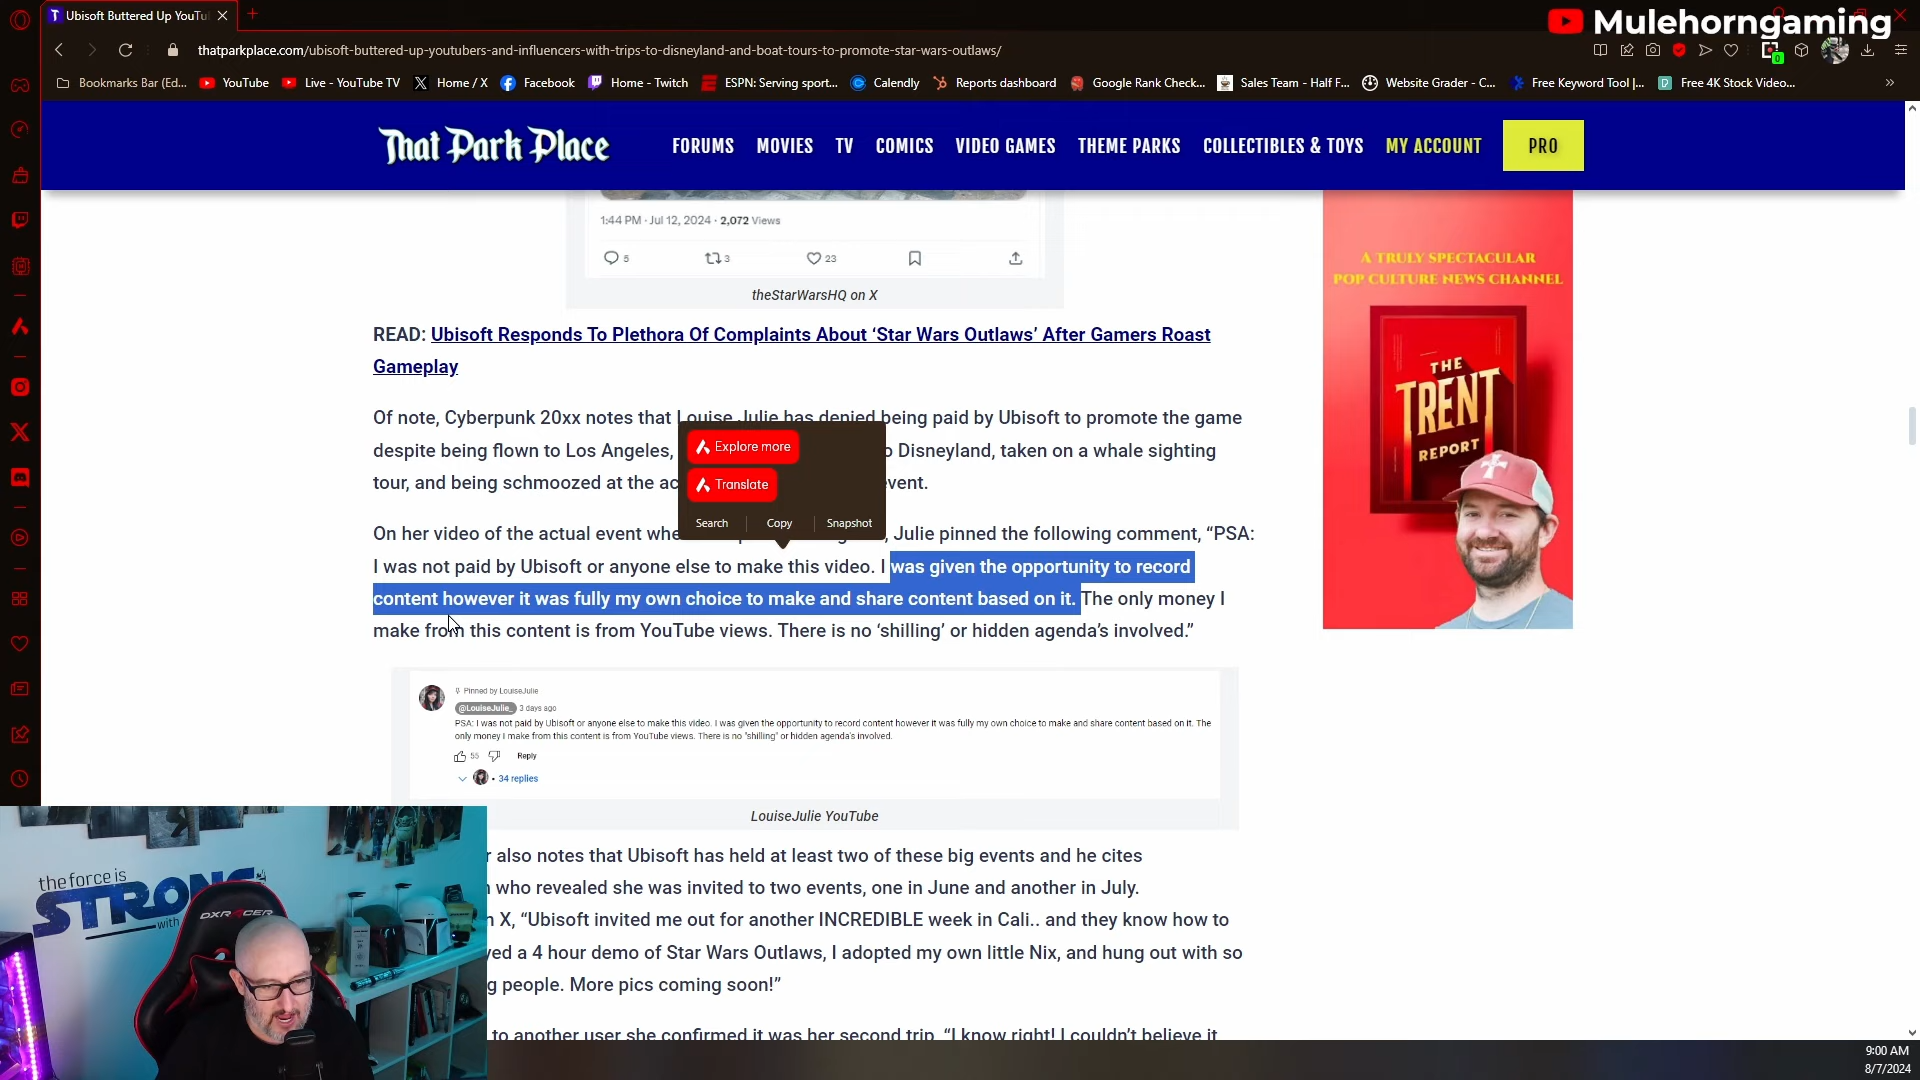 Ubisoft Buttered Up YouTu
Mulehorngaming
thatparkplace.com/ubisoft-buttered-up-youtubers-and-influencers-with-trips-to-disneyland-and-boat-tours-to-promote-star-wars-outlaws/
Bookmarks Bar (Ed... YouTube Live - YouTube TV Home / X Facebook Home - Twitch ESPN: Serving sport... Calendly Reports dashboard Google Rank Check... Sales Team - Half F... Website Grader - C... Free Keyword Tool |... Free 4K Stock Video... »
That Park Place FORUMS MOVIES TV COMICS VIDEO GAMES THEME PARKS COLLECTIBLES & TOYS MY ACCOUNT PRO
1:44 PM · Jul 12, 2024 · 2,072 Views
5 3 23
theStarWarsHQ on X
READ: Ubisoft Responds To Plethora Of Complaints About ‘Star Wars Outlaws’ After Gamers Roast
Gameplay
Of note, Cyberpunk 20xx notes that Louise Julie has denied being paid by Ubisoft to promote the game
despite being flown to Los Angeles, o Disneyland, taken on a whale sighting
tour, and being schmoozed at the ac vent.
Explore more
Translate
Search Copy Snapshot
On her video of the actual event whe , Julie pinned the following comment, “PSA:
I was not paid by Ubisoft or anyone else to make this video. I was given the opportunity to record
content however it was fully my own choice to make and share content based on it. The only money I
make from this content is from YouTube views. There is no ‘shilling’ or hidden agenda’s involved.”
Pinned by LouiseJulie
@LouiseJulie_ 3 days ago
PSA: I was not paid by Ubisoft or anyone else to make this video. I was given the opportunity to record content however it was fully my own choice to make and share content based on it. The
only money I make from this content is from YouTube views. There is no "shilling" or hidden agenda's involved.
55 Reply
34 replies
LouiseJulie YouTube
r also notes that Ubisoft has held at least two of these big events and he cites
who revealed she was invited to two events, one in June and another in July.
n X, “Ubisoft invited me out for another INCREDIBLE week in Cali.. and they know how to
yed a 4 hour demo of Star Wars Outlaws, I adopted my own little Nix, and hung out with so
g people. More pics coming soon!”
to another user she confirmed it was her second trip. “I know right! I couldn’t believe it
A TRULY SPECTACULAR
POP CULTURE NEWS CHANNEL
THE
TRENT
REPORT
the force is
STRONG
with
DXRACER
9:00 AM
8/7/2024